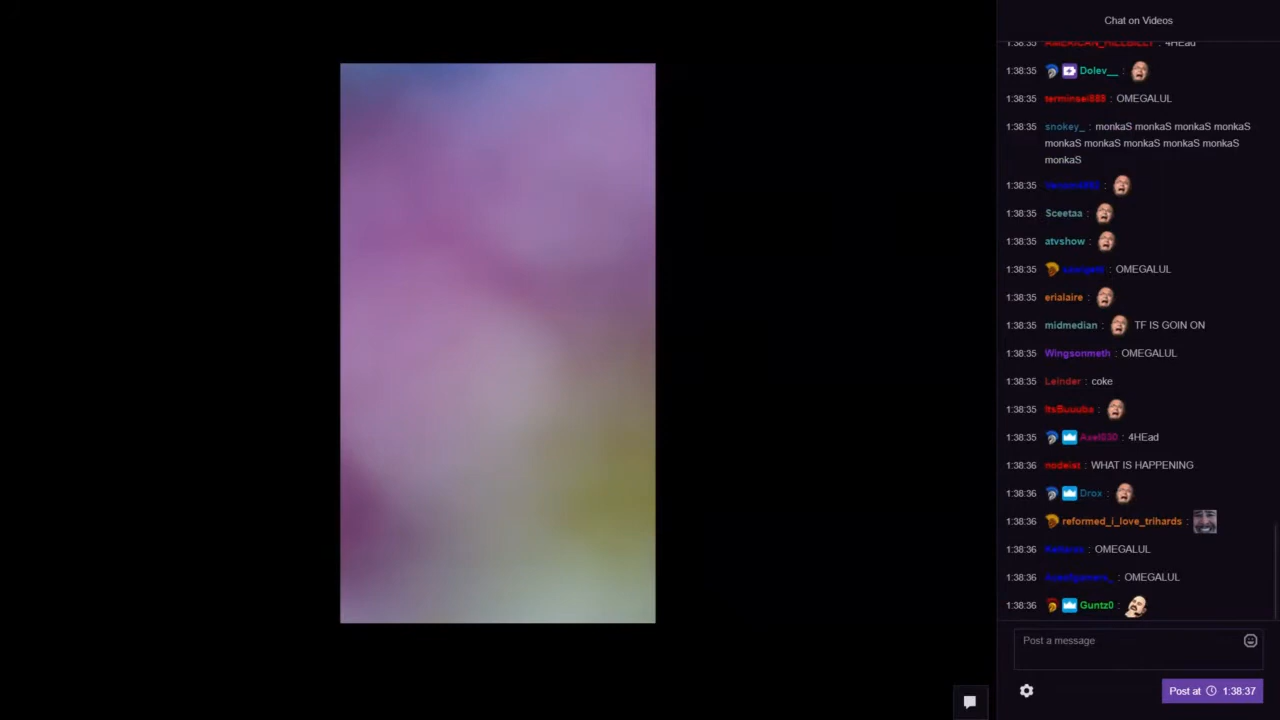 Chat on Videos
1:38:35 AMERICAN_HILLBILLY : 4HEad
1:38:35 Dolev__ :
1:38:35 terminsel888 : OMEGALUL
1:38:35 snokey_ : monkaS monkaS monkaS monkaS
monkaS monkaS monkaS monkaS monkaS
monkaS
1:38:35
1:38:35 Sceetaa :
1:38:35 atvshow :
1:38:35 : OMEGALUL
1:38:35 erialaire :
1:38:35 midmedian : TF IS GOIN ON
1:38:35 Wingsonmeth : OMEGALUL
1:38:35 Leinder : coke
1:38:35 ItsBuuuba :
1:38:35 Axel830 : 4HEad
1:38:36 nodeist : WHAT IS HAPPENING
1:38:36 Drox :
1:38:36 reformed_i_love_trihards :
1:38:36 : OMEGALUL
1:38:36 : OMEGALUL
1:38:36 Guntz0 :
Post a message
Post at 1:38:37